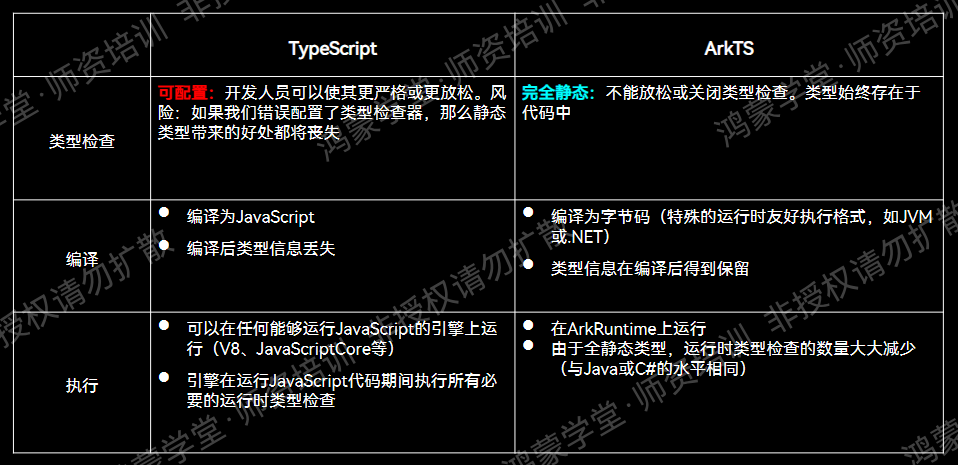 TypeScript
ArkTS
类型检查
可配置：开发人员可以使其更严格或更放松。风
险：如果我们错误配置了类型检查器，那么静态
类型带来的好处都将丧失
完全静态：不能放松或关闭类型检查。类型始终存在于
代码中
编译
编译为JavaScript
编译后类型信息丢失
编译为字节码（特殊的运行时友好执行格式，如JVM
或.NET）
类型信息在编译后得到保留
执行
可以在任何能够运行JavaScript的引擎上运
行（V8、JavaScriptCore等）
引擎在运行JavaScript代码期间执行所有必
要的运行时类型检查
在ArkRuntime上运行
由于全静态类型，运行时类型检查的数量大大减少
（与Java或C#的水平相同）
鸿蒙学堂·师资培训 非授权请勿扩散